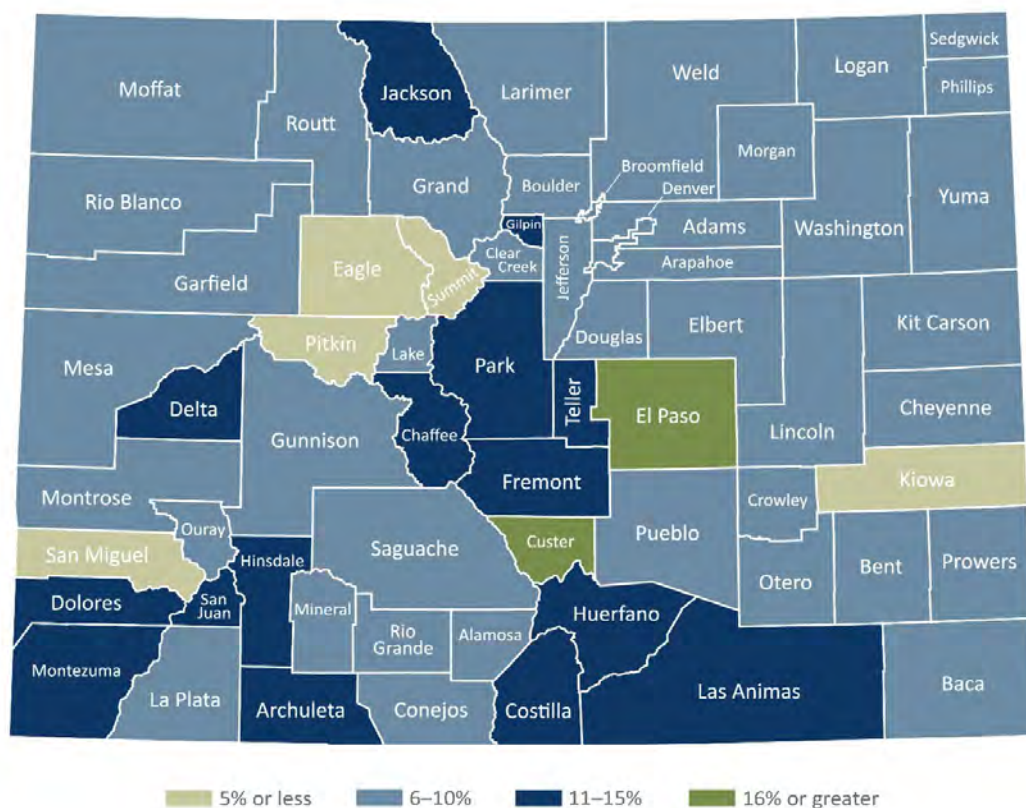 Sedgwick
Logan
Weld
Phillips
Moffat
Jackson
Larimer
Routt
Morgan
Broomfield
Grand
Boulder
Denver
Yuma
Rio Blanco
Gilpin
Adams
Washington
Clear
Creek
Jefferson
Arapahoe
Eagle
Summit
Garfield
Elbert
Kit Carson
Douglas
Pitkin
Lake
Park
Mesa
Teller
Delta
El Paso
Cheyenne
Gunnison
Chaffee
Lincoln
Fremont
Kiowa
Montrose
Crowley
Ouray
Pueblo
Custer
Saguache
San Miguel
Hinsdale
Bent
Prowers
Otero
Dolores
San
Juan
Mineral
Huerfano
Rio
Grande
Alamosa
Montezuma
La Plata
Las Animas
Baca
Archuleta
Conejos
Costilla
5% or less
6–10%
11–15%
16% or greater